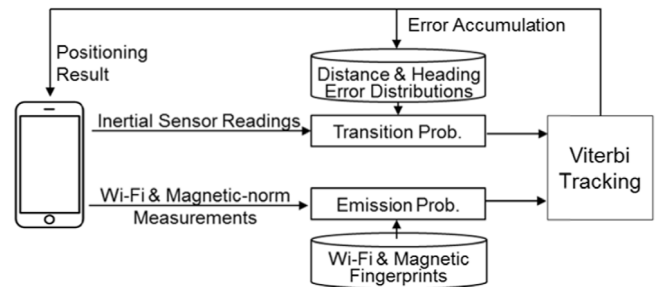 Error Accumulation
Positioning
Result
Distance & Heading
Error Distributions
Inertial Sensor Readings
Transition Prob.
Viterbi
Tracking
Wi-Fi & Magnetic-norm
Measurements
Emission Prob.
Wi-Fi & Magnetic
Fingerprints